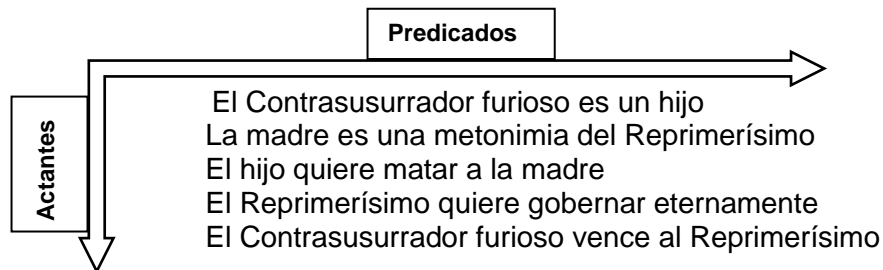 Predicados
Actantes
El Contrasusurrador furioso es un hijo
La madre es una metonimia del Reprimerísimo
El hijo quiere matar a la madre
El Reprimerísimo quiere gobernar eternamente
El Contrasusurrador furioso vence al Reprimerísimo